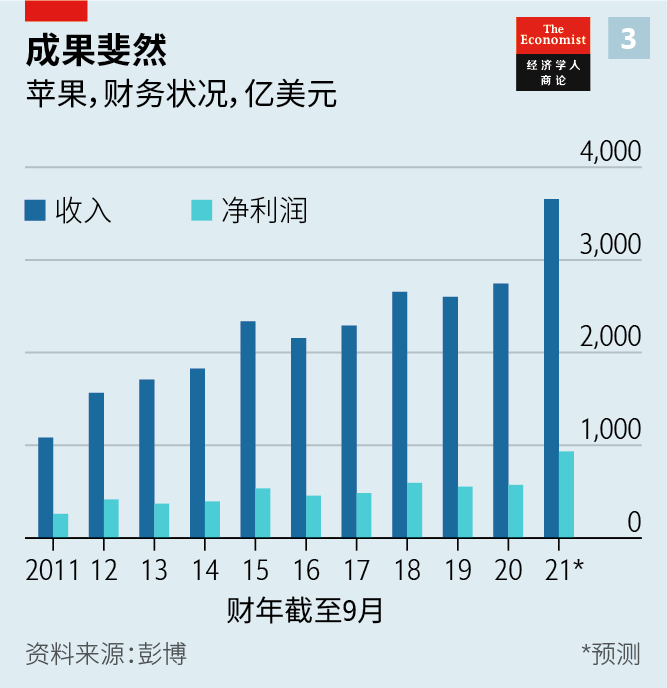 成果斐然
苹果，财务状况，亿美元
The
Economist
经济学人
商论
3
4,000
收入
净利润
3,000
2,000
1,000
0
2011 12 13 14 15 16 17 18 19 20 21*
财年截至9月
资料来源：彭博
*预测